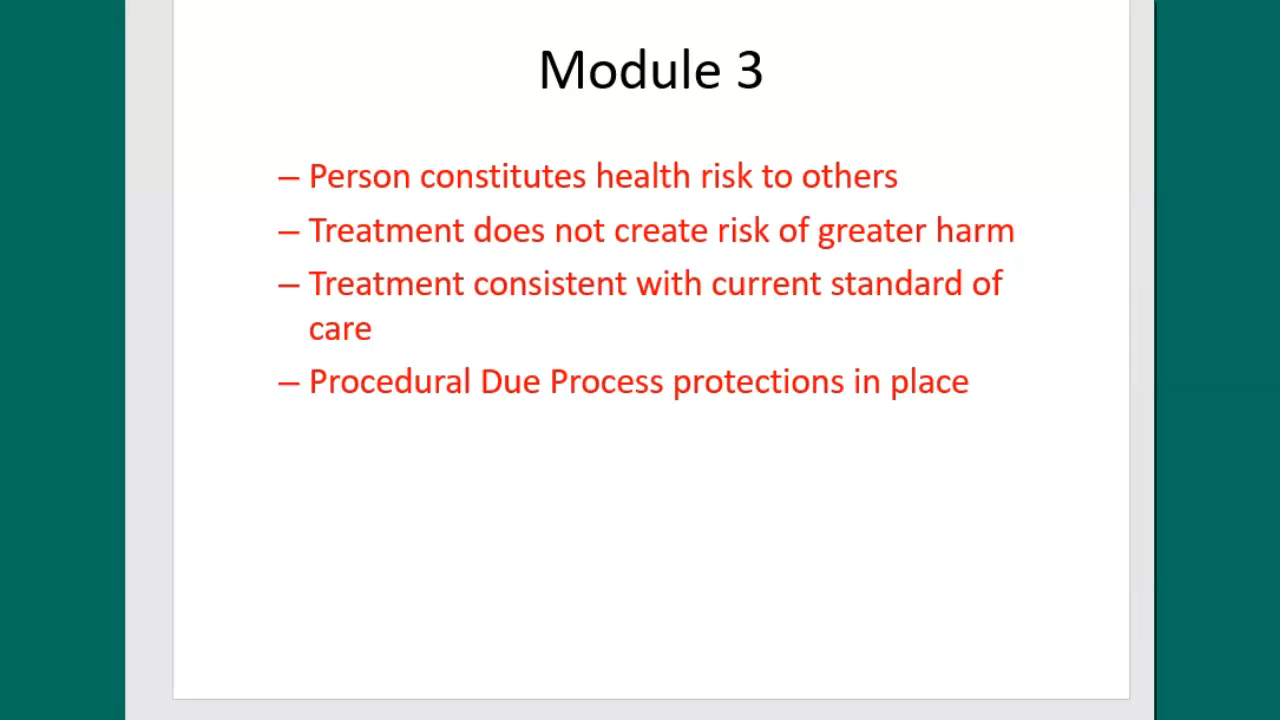 Module 3
– Person constitutes health risk to others
– Treatment does not create risk of greater harm
– Treatment consistent with current standard of
care
– Procedural Due Process protections in place